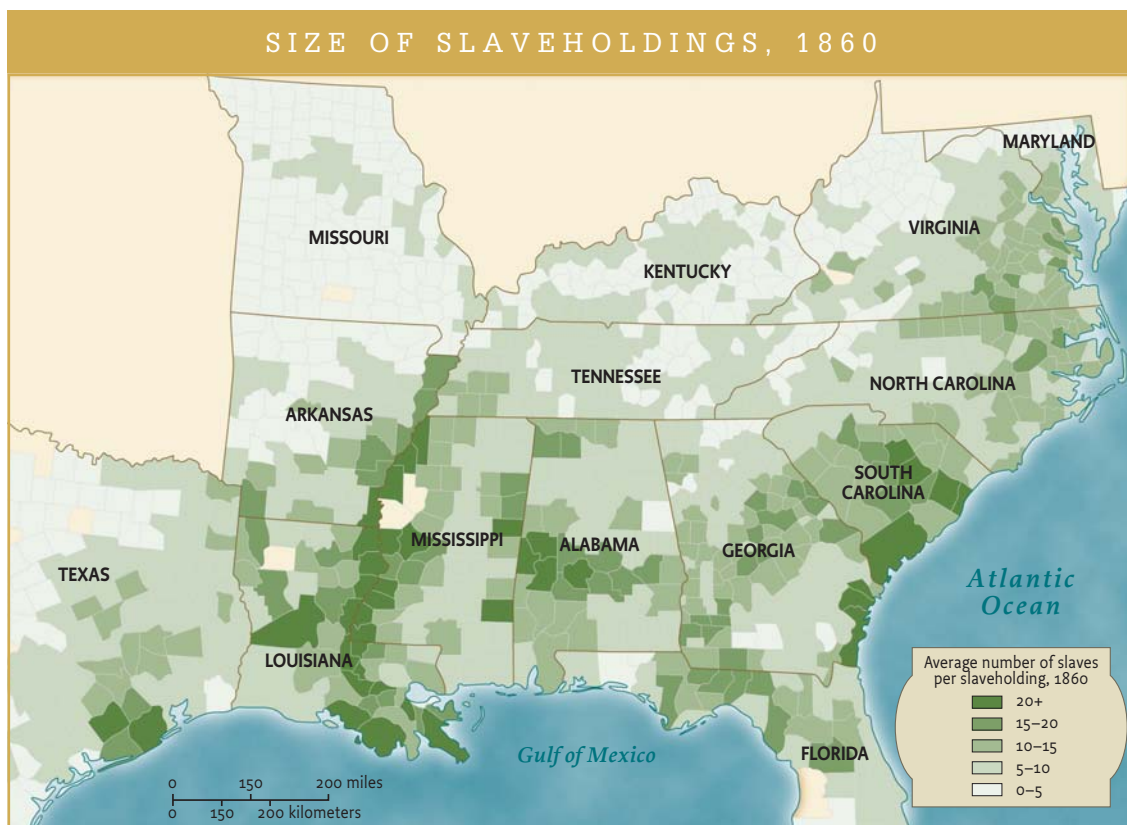 SIZE OF SLAVEHOLDINGS, 1860
MARYLAND
VIRGINIA
MISSOURI
KENTUCKY
TENNESSEE
NORTH CAROLINA
ARKANSAS
SOUTH
CAROLINA
MISSISSIPPI
ALABAMA
GEORGIA
TEXAS
Atlantic
Ocean
LOUISIANA
Average number of slaves
per slaveholding, 1860
20+
15–20
10–15
5–10
0–5
Gulf of Mexico
FLORIDA
0 150 200 miles
0 150 200 kilometers